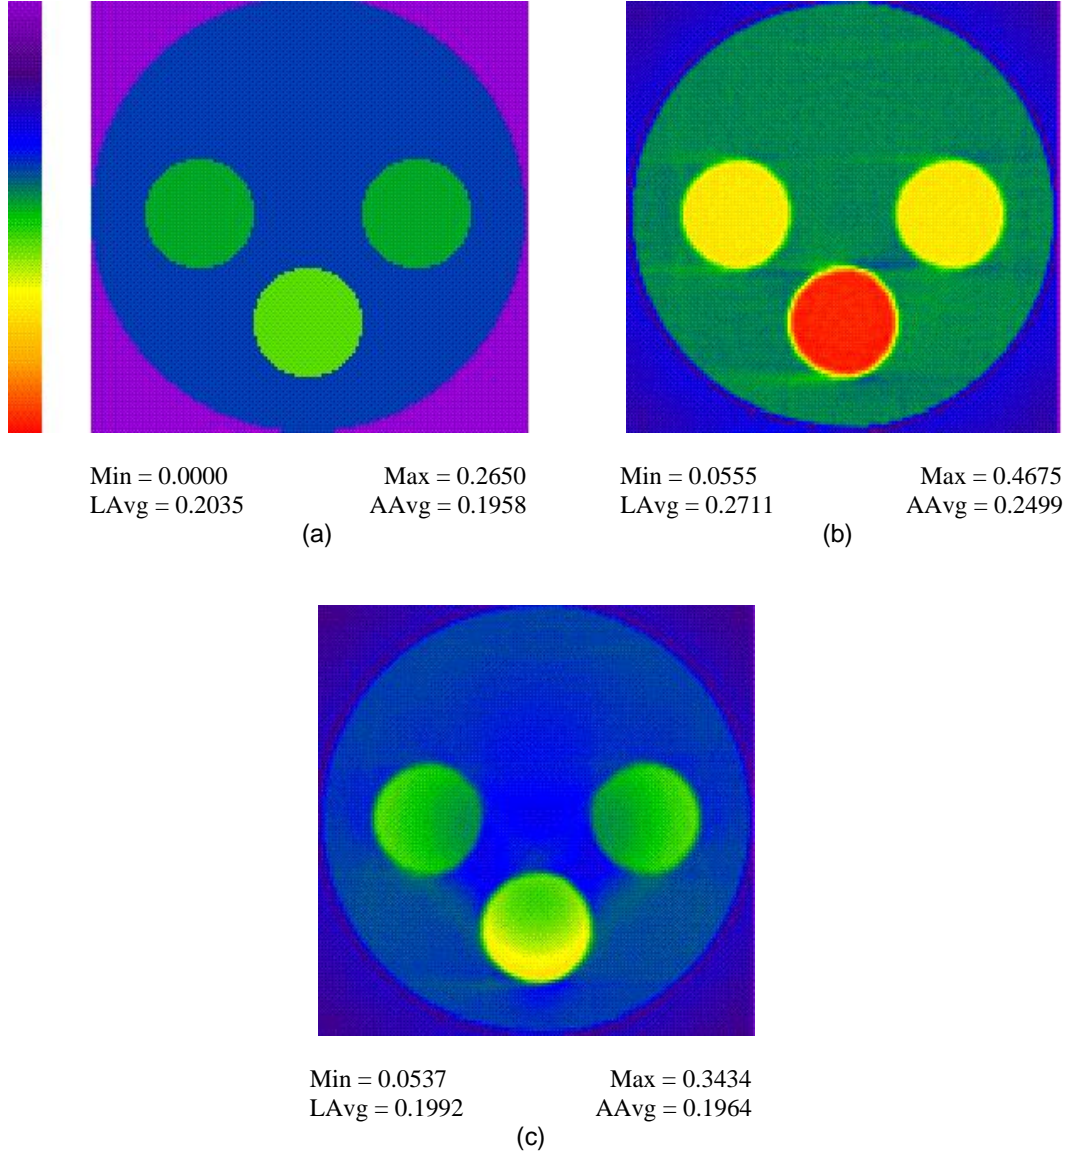 Min = 0.0000 Max = 0.2650
LAvg = 0.2035 AAvg = 0.1958
(a)
Min = 0.0555 Max = 0.4675
LAvg = 0.2711 AAvg = 0.2499
(b)
Min = 0.0537 Max = 0.3434
LAvg = 0.1992 AAvg = 0.1964
(c)